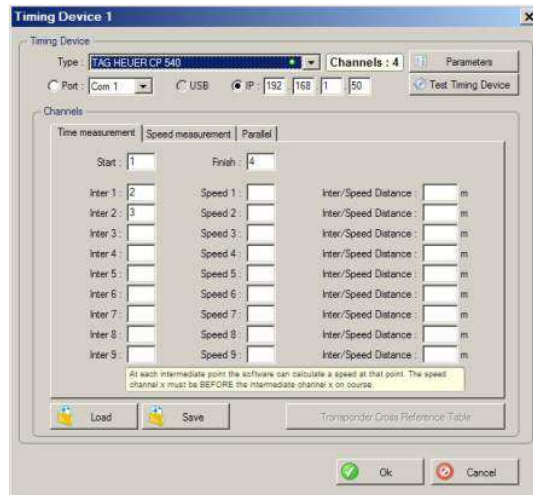 Timing Device 1
Timing Device
Type : TAG HEUER CP 540 Channels : 4 Parameters
Port : Com 1 USB IP : 192 . 168 . 1 . 50 Test Timing Device
Channels
Time measurement Speed measurement Parallel
Start : 1 Finish : 4
Inter 1 : 2 Speed 1 : Inter/Speed Distance : m
Inter 2 : 3 Speed 2 : Inter/Speed Distance : m
Inter 3 : Speed 3 : Inter/Speed Distance : m
Inter 4 : Speed 4 : Inter/Speed Distance : m
Inter 5 : Speed 5 : Inter/Speed Distance : m
Inter 6 : Speed 6 : Inter/Speed Distance : m
Inter 7 : Speed 7 : Inter/Speed Distance : m
Inter 8 : Speed 8 : Inter/Speed Distance : m
Inter 9 : Speed 9 : Inter/Speed Distance : m
At each intermediate point the software can calculate a speed at that point. The speed
channel x must be BEFORE the intermediate channel x on course.
Load Save Transponder Cross Reference Table
Ok Cancel